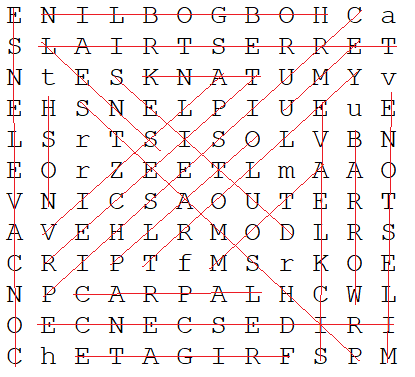 E N I L B O G B O H C a
S L A I R T S E R R E T
N t E S K N A T U M Y v
E H S N E L P I U E u E
L S r T S I S O L V B N
E O r Z E E T L m A A O
V N I C S A O U T E R T
A V E H L R M O D L R S
C R I P T f M S r K O E
N P C A R P A L H C W L
O E C N E C S E D I R I
C h E T A G I R F S P M